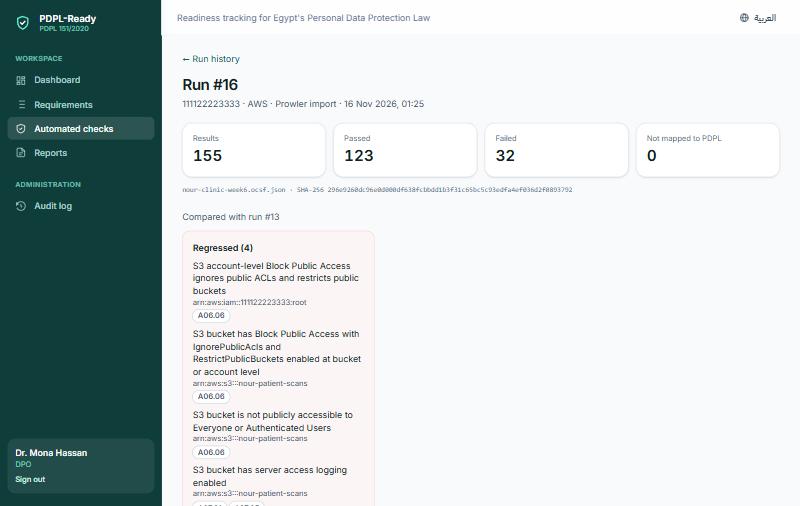 PDPL-Ready
PDPL 151/2020
WORKSPACE
Dashboard
Requirements
Automated checks
Reports
ADMINISTRATION
Audit log
Dr. Mona Hassan
DPO
Sign out
Readiness tracking for Egypt's Personal Data Protection Law
العربية
← Run history
Run #16
111122223333 · AWS · Prowler import · 16 Nov 2026, 01:25
Results
155
Passed
123
Failed
32
Not mapped to PDPL
0
nour-clinic-week6.ocsf.json · SHA-256
Compared with run #13
Regressed (4)
S3 account-level Block Public Access
ignores public ACLs and restricts public
buckets
arn:aws:iam::111122223333:root
A06.06
S3 bucket has Block Public Access with
IgnorePublicAcls and
RestrictPublicBuckets enabled at bucket
or account level
arn:aws:s3:::nour-patient-scans
A06.06
S3 bucket is not publicly accessible to
Everyone or Authenticated Users
arn:aws:s3:::nour-patient-scans
A06.06
S3 bucket has server access logging
enabled
arn:aws:s3:::nour-patient-scans